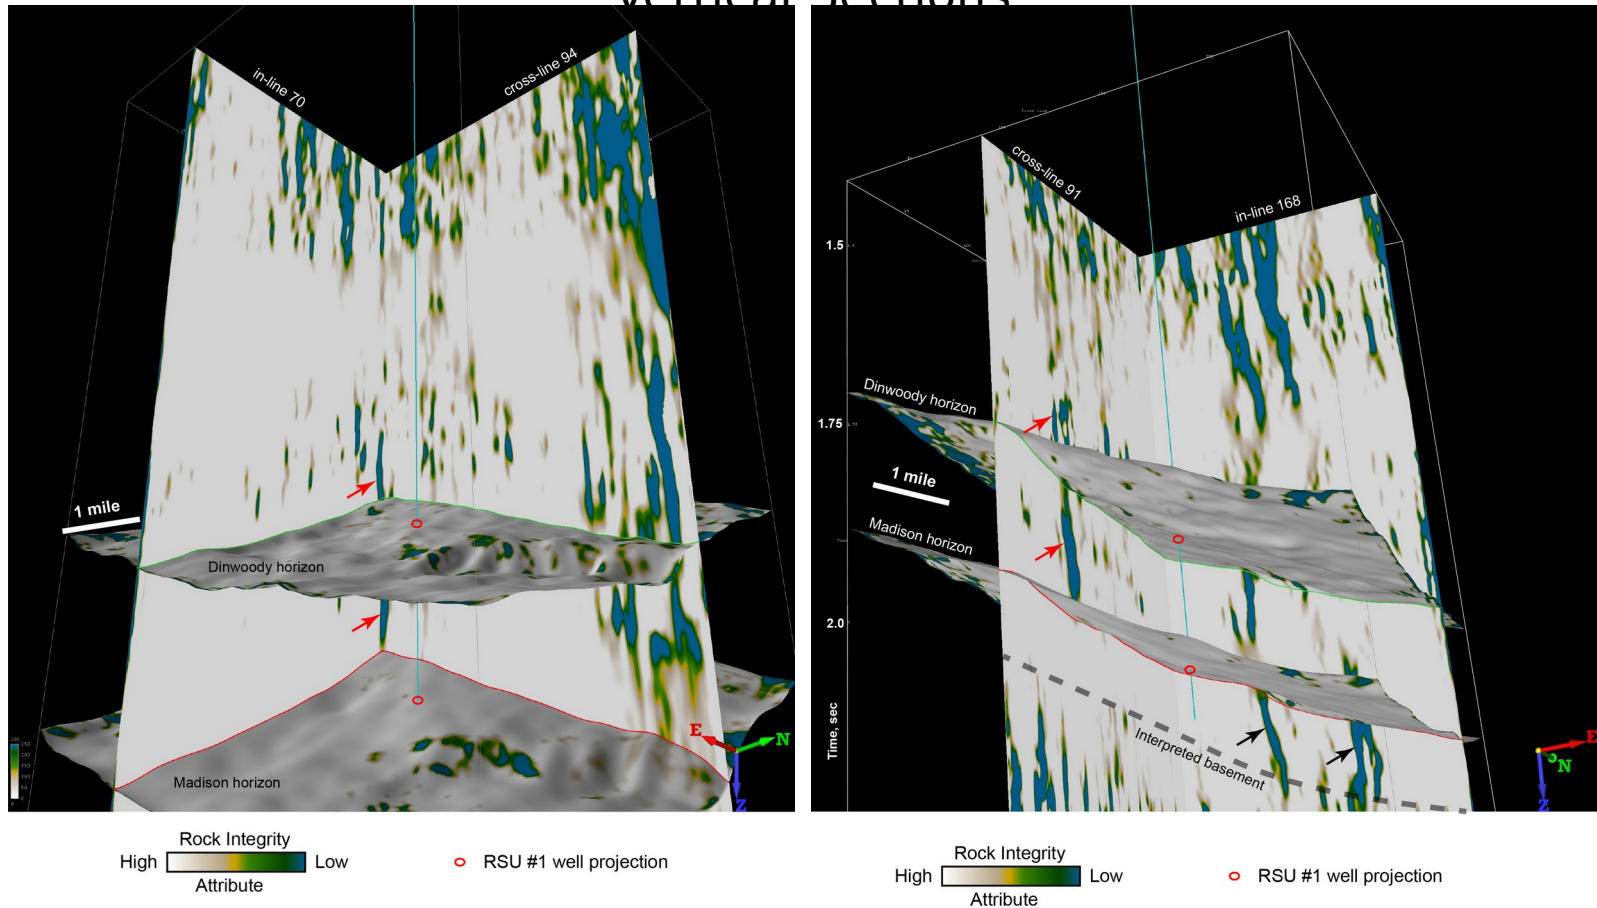 Vertical Sections
in-line 70
cross-line 94
1 mile
Dinwoody horizon
Madison horizon
E
N
Z
Rock Integrity
High
Low
Attribute
RSU #1 well projection
cross-line 91
in-line 168
1.5
Dinwoody horizon
1.75
1 mile
Madison horizon
2.0
Time, sec
Interpreted basement
E
N
Z
Rock Integrity
High
Low
Attribute
RSU #1 well projection